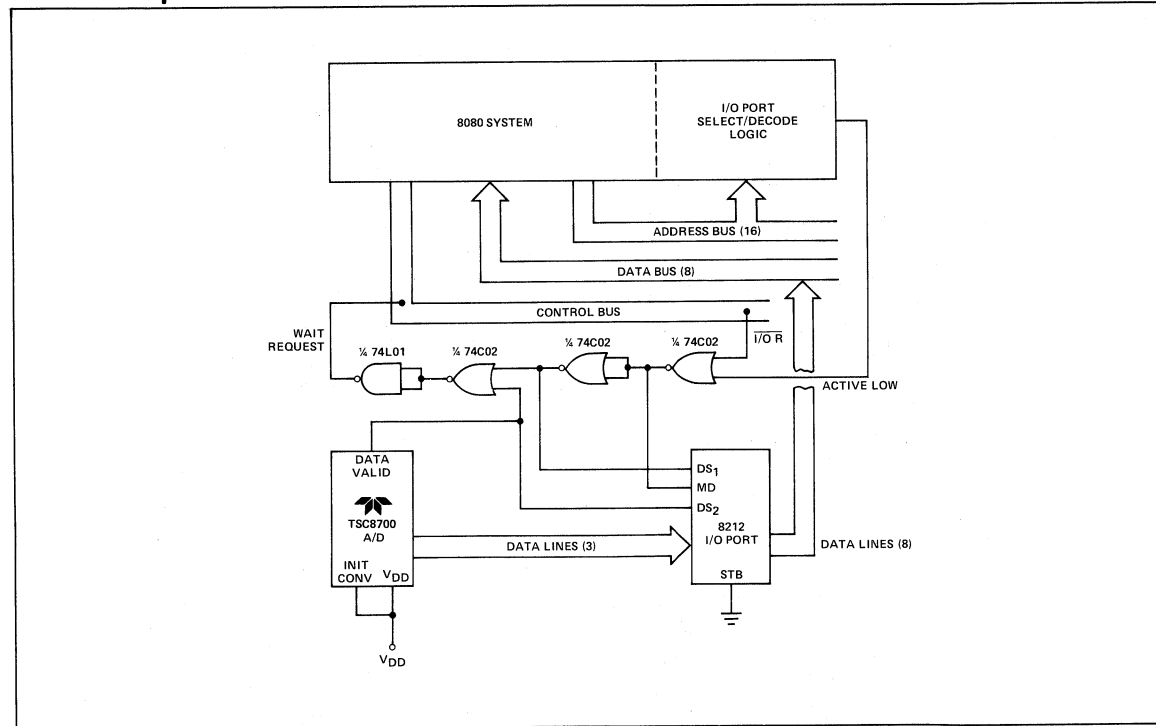 8080 SYSTEM
I/O PORT
SELECT/DECODE
LOGIC
ADDRESS BUS (16)
DATA BUS (8)
CONTROL BUS
WAIT
REQUEST
I/O R
¼ 74L01
¼ 74C02
¼ 74C02
¼ 74C02
ACTIVE LOW
DATA
VALID
TSC8700
A/D
INIT
CONV
VDD
VDD
DATA LINES (3)
DS1
MD
DS2
8212
I/O PORT
STB
DATA LINES (8)